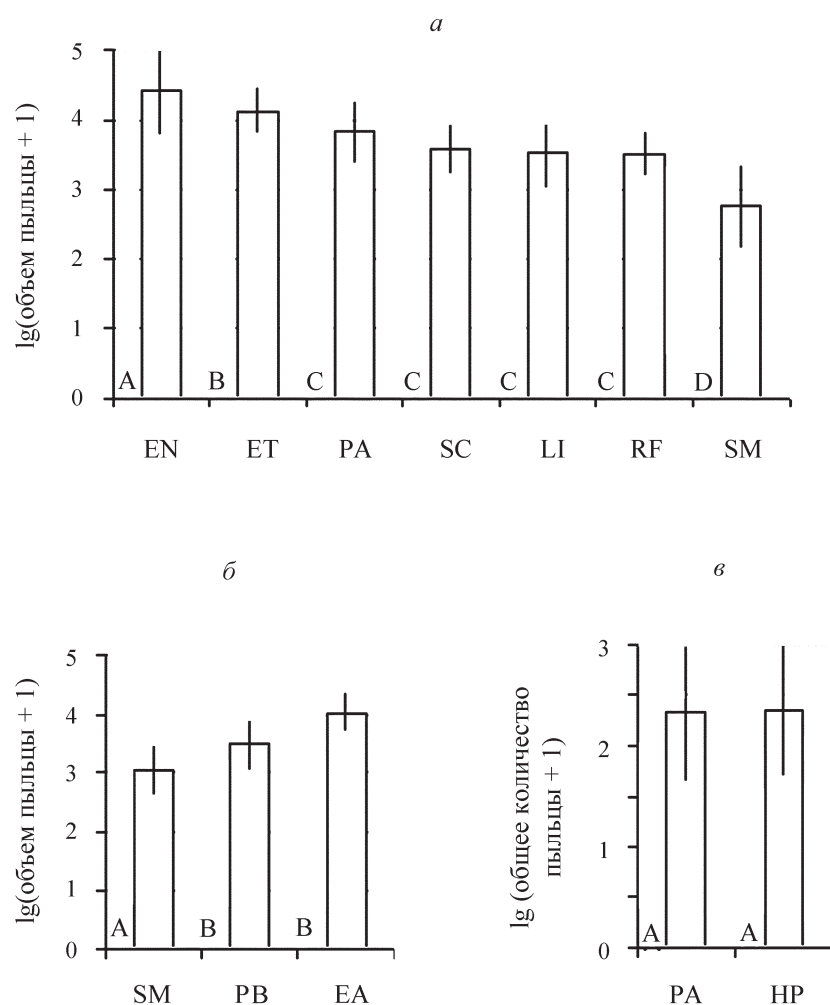 а
lg(объем пыльцы + 1)
5
4
3
2
1
0
A B C C C C D
EN ET PA SC LI RF SM
б
lg(объем пыльцы + 1)
5
4
3
2
1
0
A B B
SM PB EA
в
lg (общее количество
пыльцы + 1)
3
2
1
0
A A
PA HP